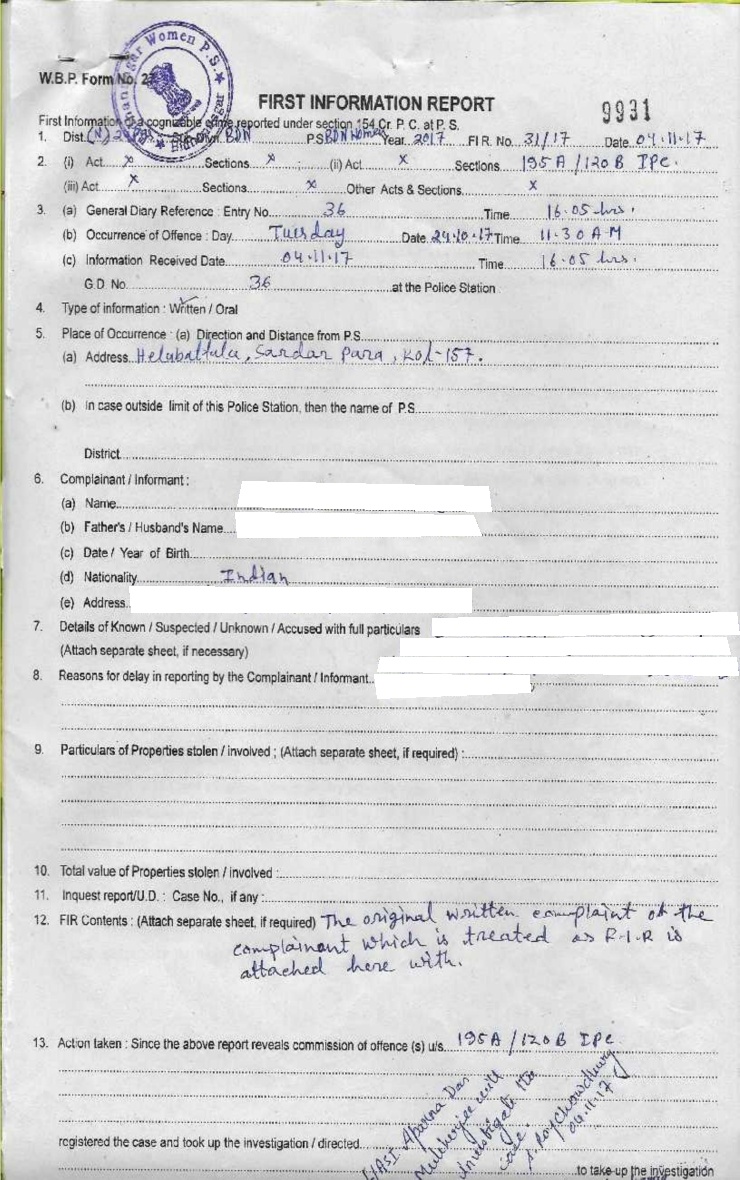 Women P.S.
W.B.P. Form No. 27
FIRST INFORMATION REPORT
9931
First Information of a cognizable crime reported under section 154 Cr. P. C. at P. S.
1. Dist. (N) 24 Pgs BDN P.S. BDN Women Year 2017 FIR. No. 31/17 Date 04.11.17
2. (i) Act x Sections x ; (ii) Act x Sections 195A/120B IPC.
(iii) Act x Sections x Other Acts & Sections x
3. (a) General Diary Reference : Entry No. 36 Time 16.05 hrs.
(b) Occurrence of Offence : Day Tuesday Date 24.10.17 Time 11.30 AM
(c) Information Received Date 04.11.17 Time 16.05 hrs.
G.D. No. 36 at the Police Station
4. Type of information : Written / Oral
5. Place of Occurrence : (a) Direction and Distance from P.S.
(a) Address Helabattala, Sardar Para, Kol-157.
(b) In case outside limit of this Police Station, then the name of P.S.
District
6. Complainant / Informant :
(a) Name
(b) Father's / Husband's Name
(c) Date / Year of Birth
(d) Nationality Indian
(e) Address
7. Details of Known / Suspected / Unknown / Accused with full particulars
(Attach separate sheet, if necessary)
8. Reasons for delay in reporting by the Complainant / Informant
9. Particulars of Properties stolen / involved ; (Attach separate sheet, if required) :
10. Total value of Properties stolen / involved :
11. Inquest report/U.D. : Case No., if any :
12. FIR Contents : (Attach separate sheet, if required) The original written complaint of the
complainant which is treated as F.I.R is
attached here with.
13. Action taken : Since the above report reveals commission of offence (s) u/s. 195A/120B IPC
L/ASI Aparna Das
Mukherjee will
investigate the
case.
S. Roy Chowdhury
04.11.17
registered the case and took up the investigation / directed
to take up the investigation